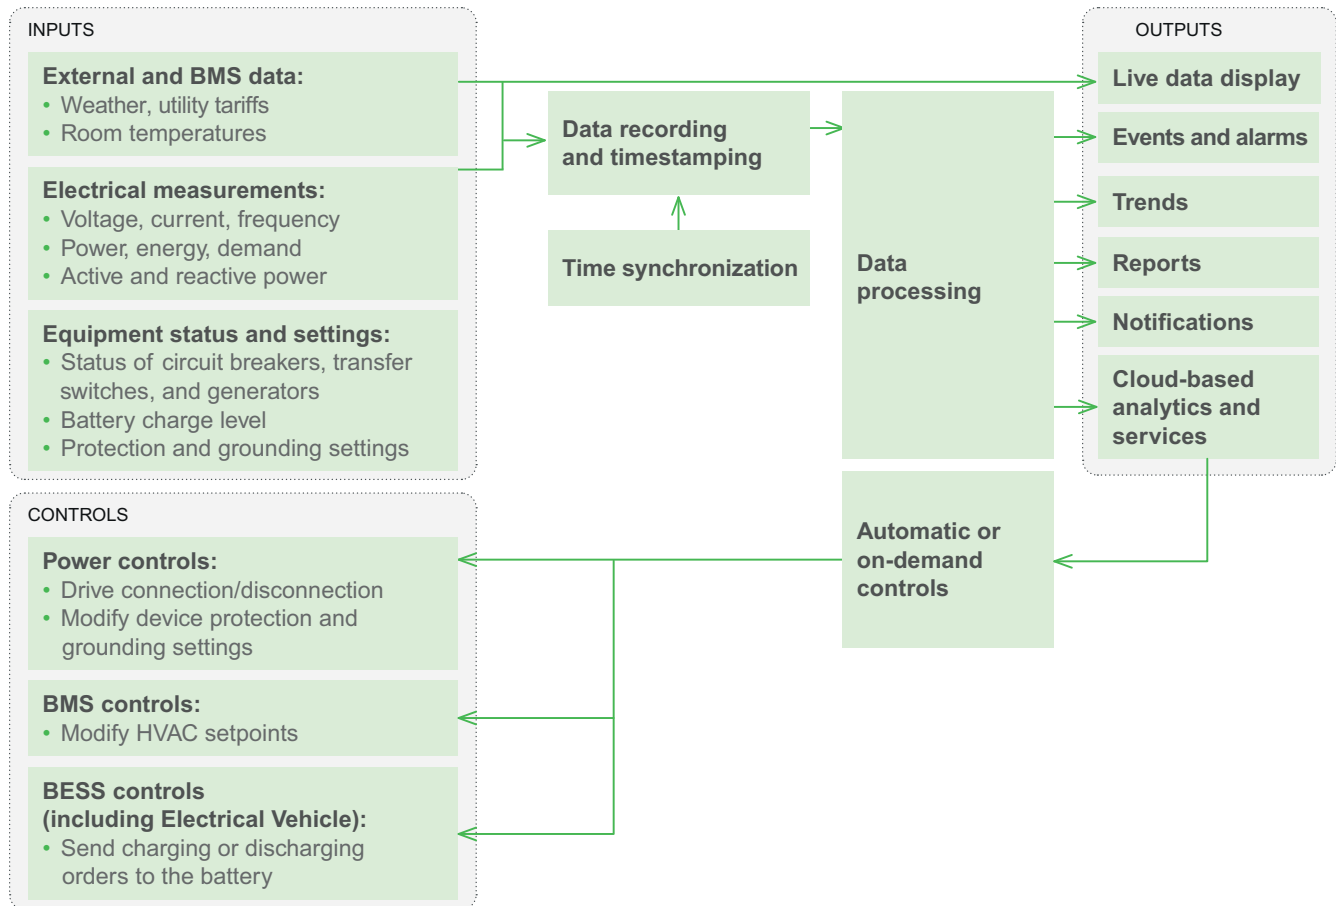 INPUTS
External and BMS data:
• Weather, utility tariffs
• Room temperatures
Electrical measurements:
• Voltage, current, frequency
• Power, energy, demand
• Active and reactive power
Equipment status and settings:
• Status of circuit breakers, transfer
switches, and generators
• Battery charge level
• Protection and grounding settings
Data recording
and timestamping
Time synchronization
Data
processing
OUTPUTS
Live data display
Events and alarms
Trends
Reports
Notifications
Cloud-based
analytics and
services
Automatic or
on-demand
controls
CONTROLS
Power controls:
• Drive connection/disconnection
• Modify device protection and
grounding settings
BMS controls:
• Modify HVAC setpoints
BESS controls
(including Electrical Vehicle):
• Send charging or discharging
orders to the battery